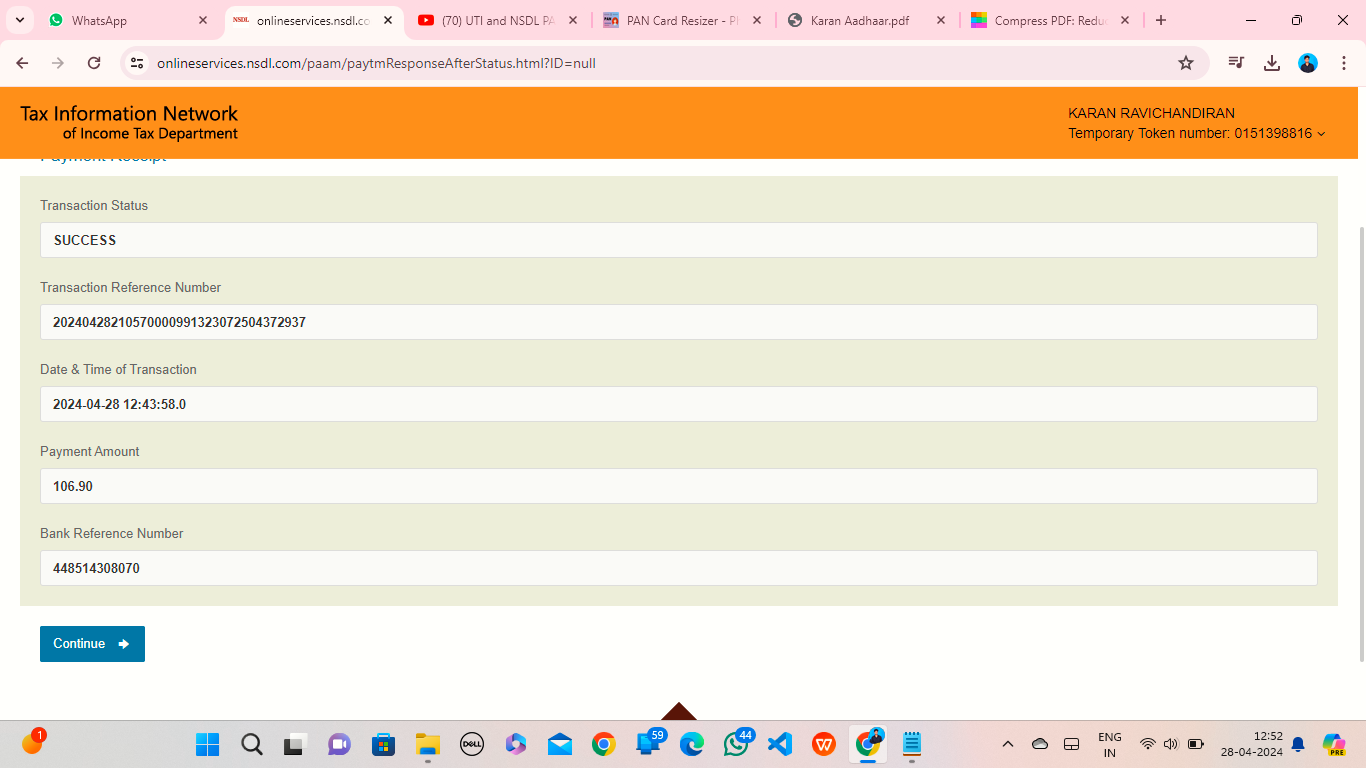 WhatsApp
NSDL onlineservices.nsdl.co
(70) UTI and NSDL PA
PAN Card Resizer - P
Karan Aadhaar.pdf
Compress PDF: Redu
onlineservices.nsdl.com/paam/paytmResponseAfterStatus.html?ID=null
Tax Information Network
of Income Tax Department
KARAN RAVICHANDIRAN
Temporary Token number: 0151398816
Payment Receipt
Transaction Status
SUCCESS
Transaction Reference Number
20240428210570000991323072504372937
Date & Time of Transaction
2024-04-28 12:43:58.0
Payment Amount
106.90
Bank Reference Number
448514308070
Continue
1
DELL
59
44
W
ENG
IN
12:52
28-04-2024
PRE